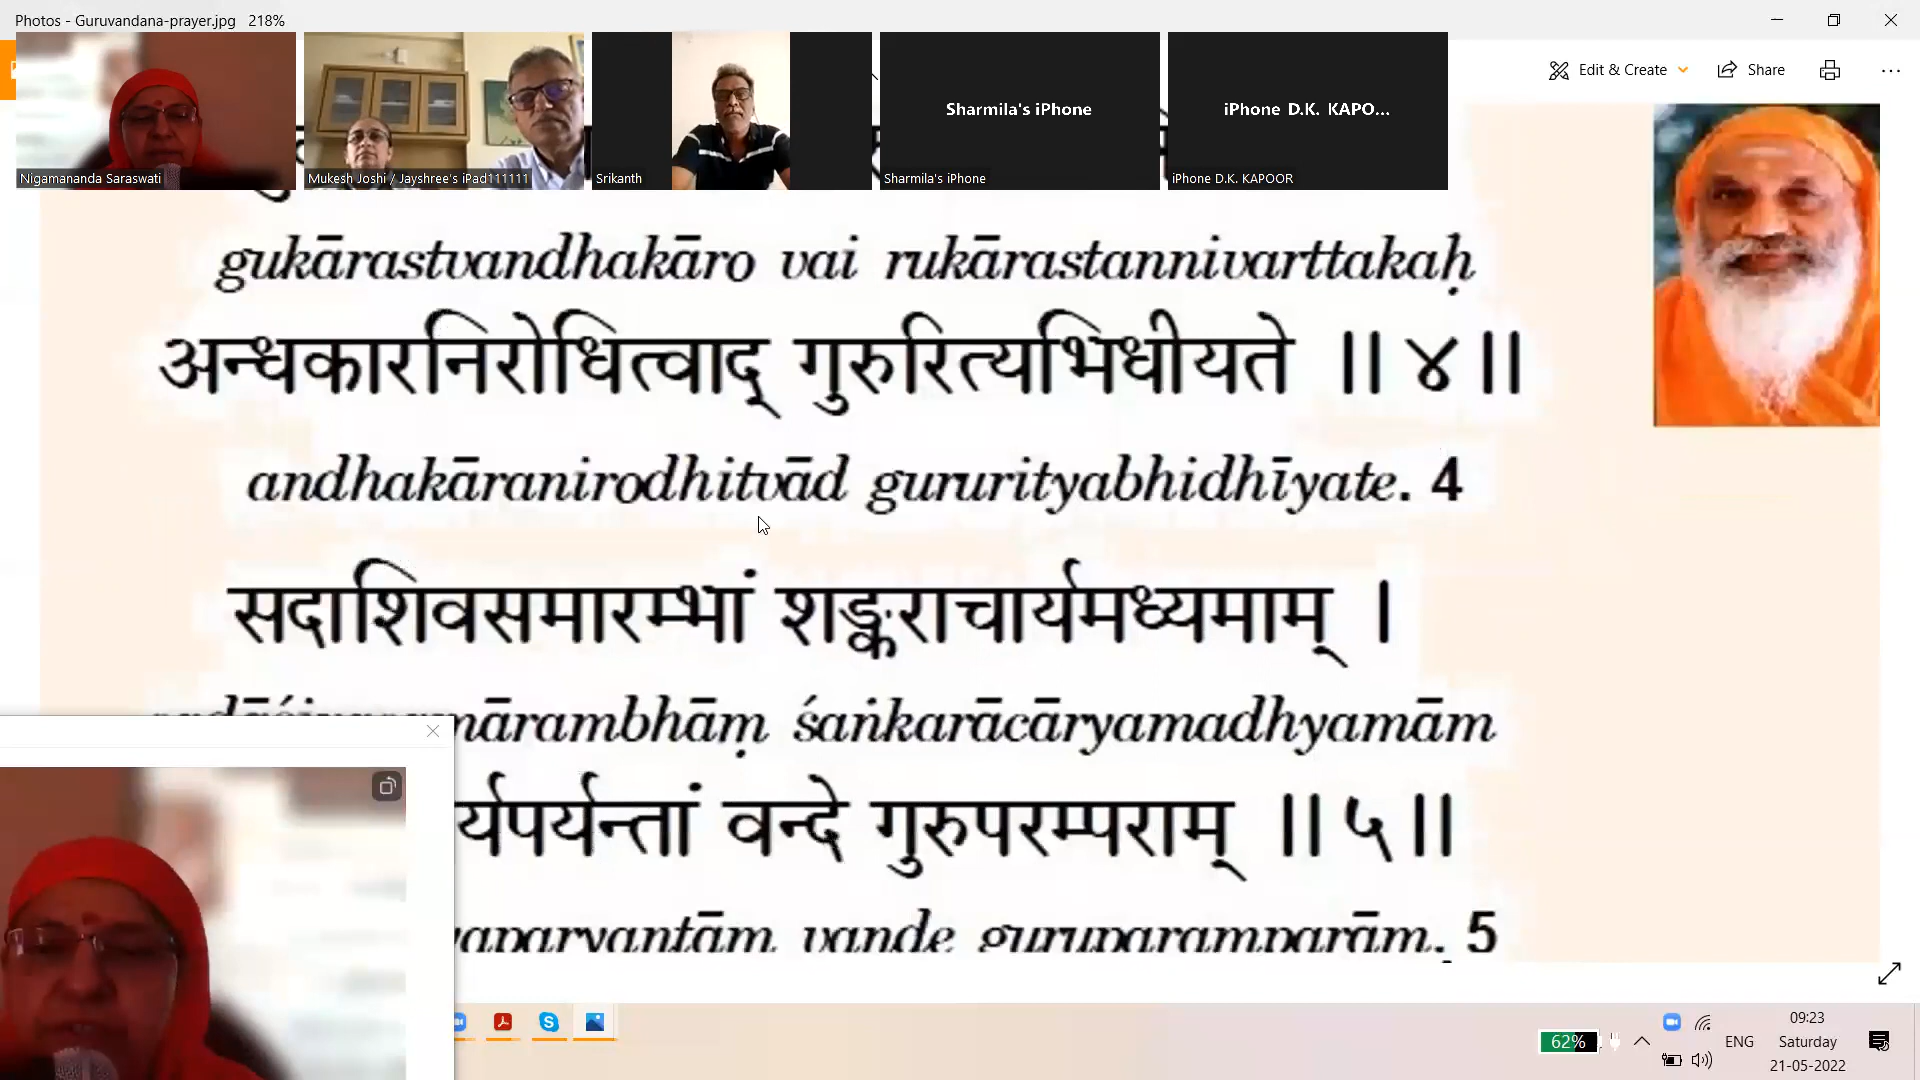 Photos - Guruvandana-prayer.jpg 218%
Edit & Create
Share
Nigamananda Saraswati
Mukesh Joshi / Jayshree's iPad111111
Srikanth
Sharmila's iPhone
Sharmila's iPhone
iPhone D.K. KAPO...
iPhone D.K. KAPOOR
gukārastvandhakāro vai rukārastannivarttakaḥ
अन्धकारनिरोधित्वाद् गुरुरित्यभिधीयते ॥ ४ ॥
andhakāranirodhitvād gururityabhidhīyate. 4
सदाशिवसमारम्भां शङ्कराचार्यमध्यमाम् ।
śaṅkarācāryamadhyamām
वन्दे गुरुपरम्पराम् ॥ ५ ॥
vande guruparamparām. 5
62%
ENG
09:23
Saturday
21-05-2022